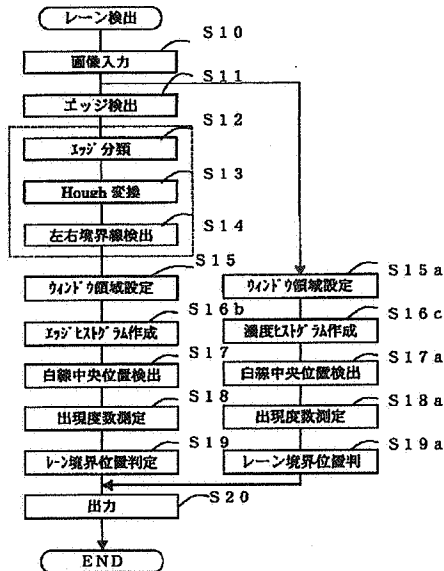 レーン検出
S10
画像入力
S11
エッジ検出
S12
エッジ分類
S13
Hough 変換
S14
左右境界線検出
S15
ウィンドウ領域設定
S16b
エッジヒストグラム作成
S17
白線中央位置検出
S18
出現度数測定
S19
レーン境界位置判定
S15a
ウィンドウ領域設定
S16c
濃度ヒストグラム作成
S17a
白線中央位置検出
S18a
出現度数測定
S19a
レーン境界位置判
S20
出力
END